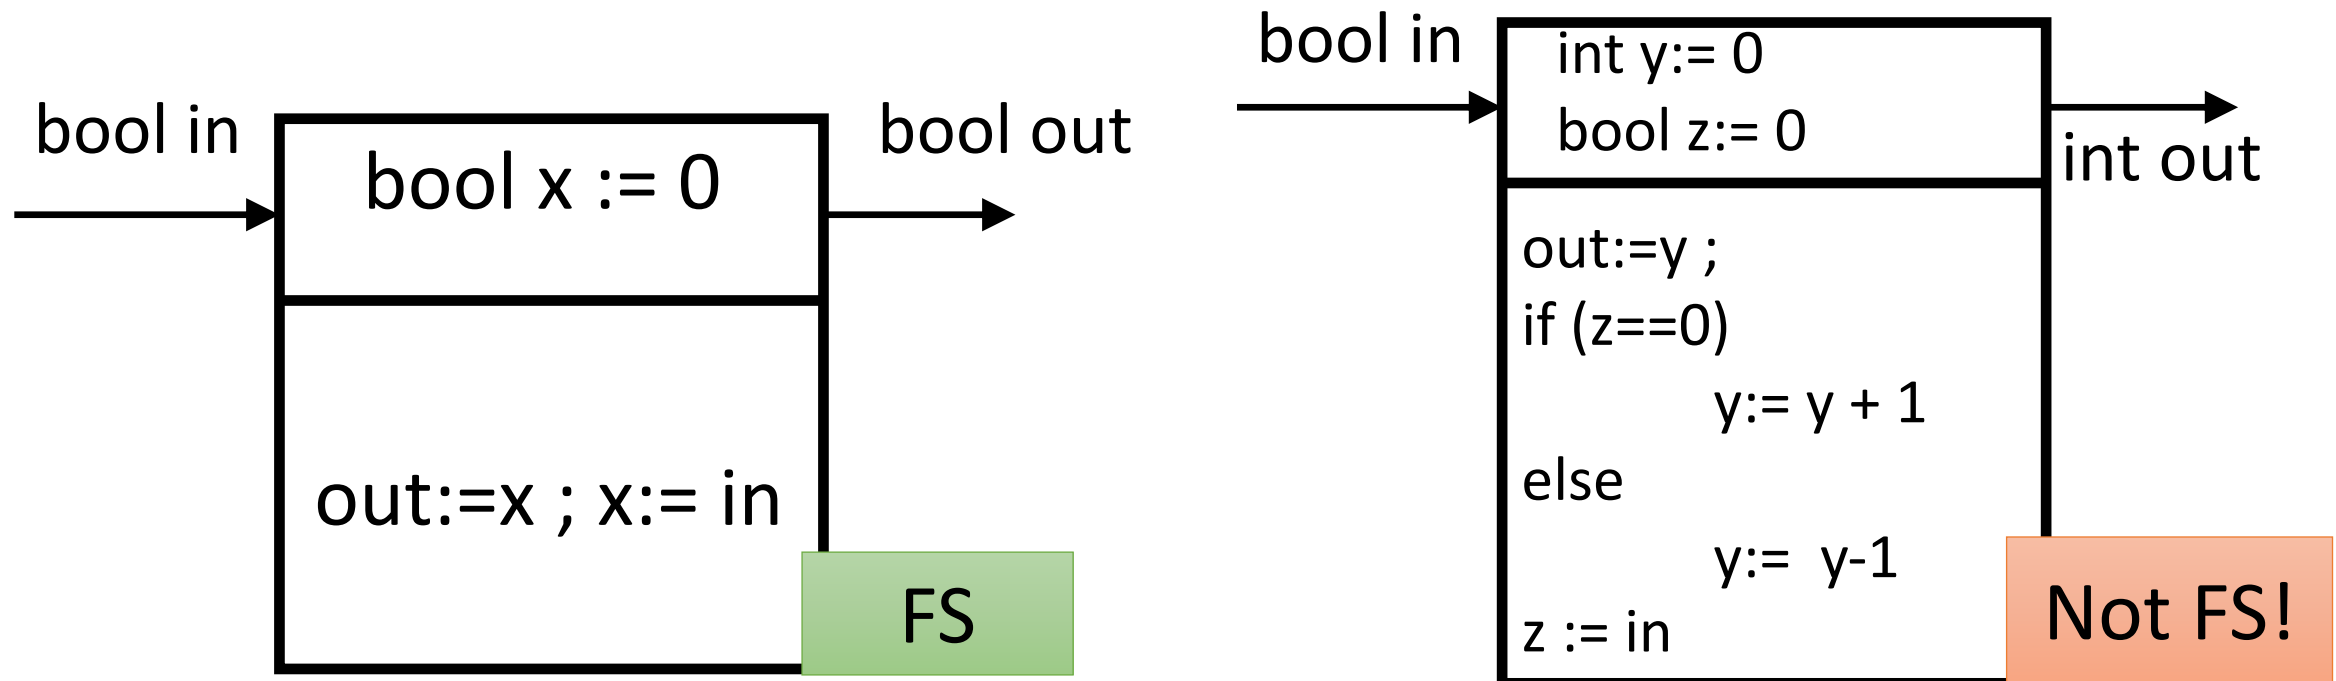 bool in
bool x := 0
bool out
out:=x ; x:= in
FS
bool in
int y:= 0
bool z:= 0
int out
out:=y ;
if (z==0)
y:= y + 1
else
y:= y-1
z := in
Not FS!